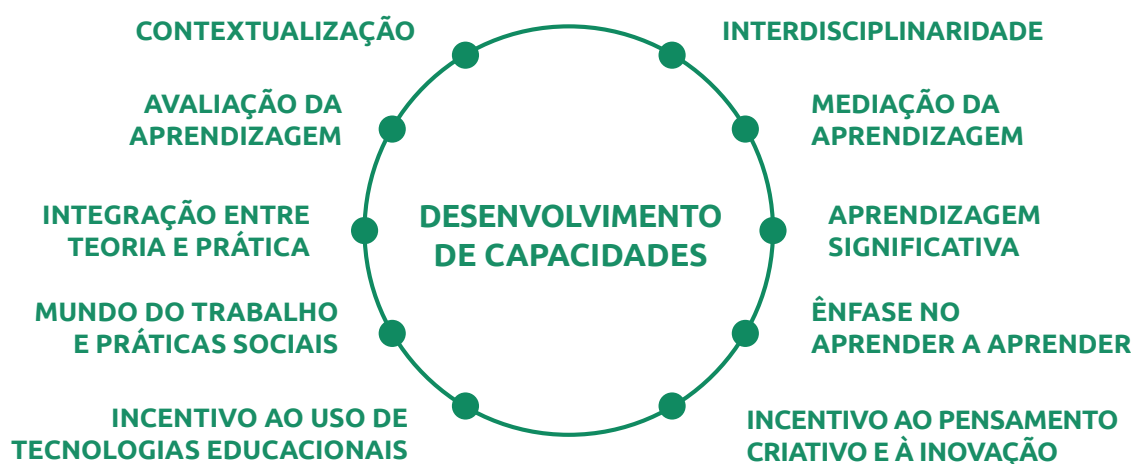 CONTEXTUALIZAÇÃO
INTERDISCIPLINARIDADE
AVALIAÇÃO DA
APRENDIZAGEM
MEDIAÇÃO DA
APRENDIZAGEM
INTEGRAÇÃO ENTRE
TEORIA E PRÁTICA
DESENVOLVIMENTO
DE CAPACIDADES
APRENDIZAGEM
SIGNIFICATIVA
MUNDO DO TRABALHO
E PRÁTICAS SOCIAIS
ÊNFASE NO
APRENDER A APRENDER
INCENTIVO AO USO DE
TECNOLOGIAS EDUCACIONAIS
INCENTIVO AO PENSAMENTO
CRIATIVO E À INOVAÇÃO